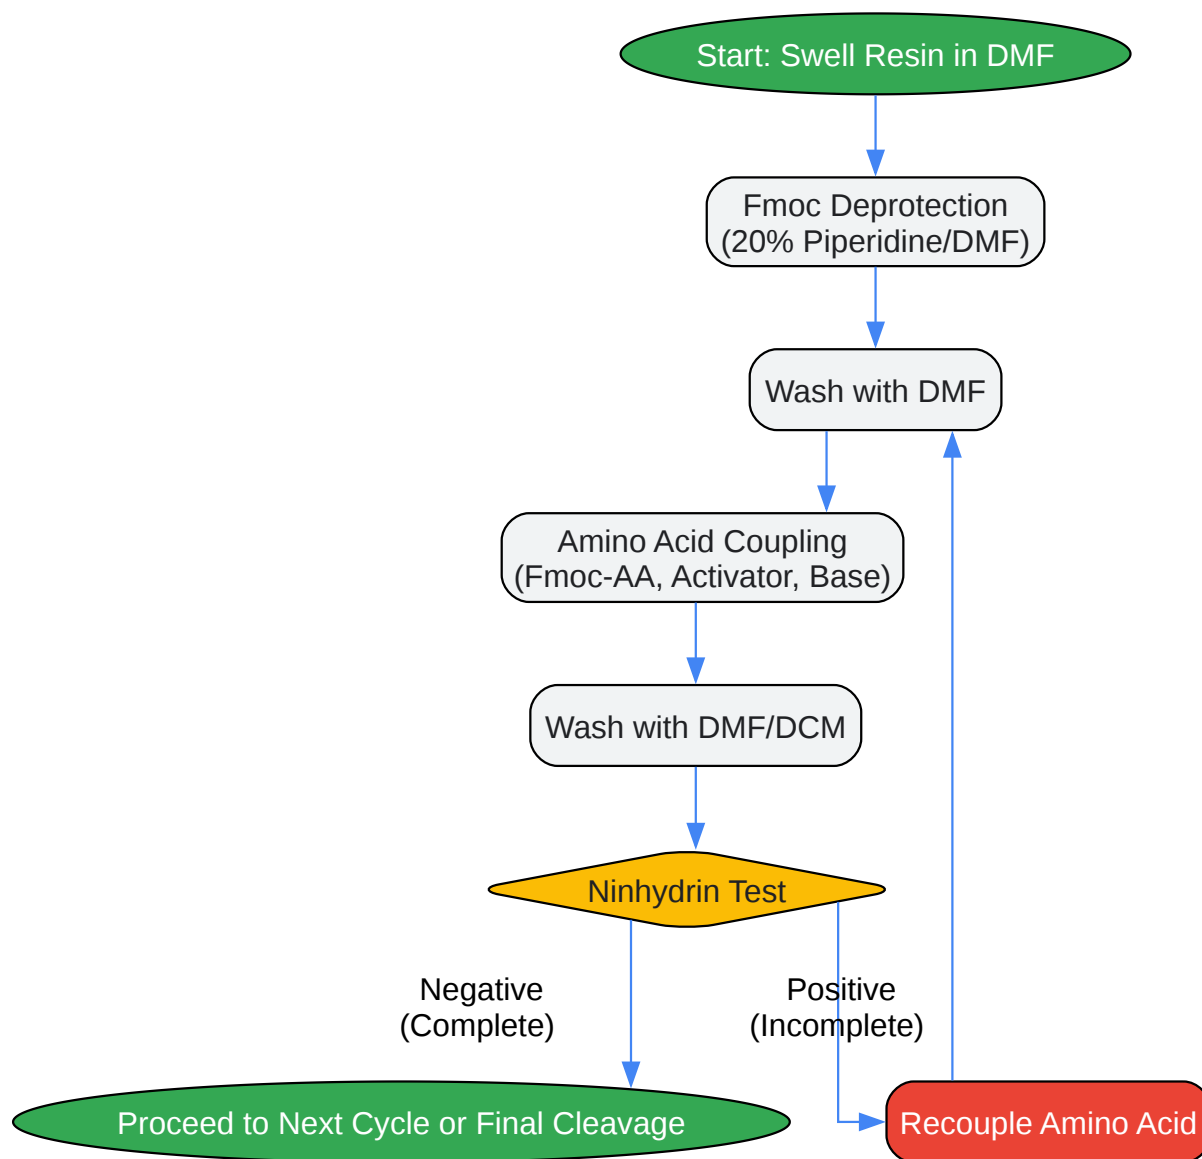 Start: Swell Resin in DMF
Fmoc Deprotection
(20% Piperidine/DMF)
Wash with DMF
Amino Acid Coupling
(Fmoc-AA, Activator, Base)
Wash with DMF/DCM
Ninhydrin Test
Negative
(Complete)
Positive
(Incomplete)
Proceed to Next Cycle or Final Cleavage
Recouple Amino Acid